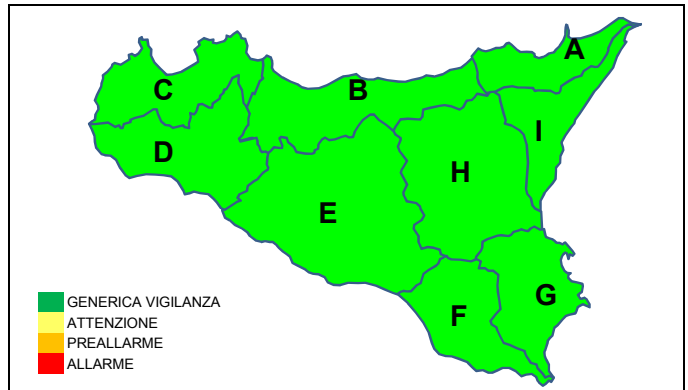 A
B
C
I
D
H
E
G
F
GENERICA VIGILANZA
ATTENZIONE
PREALLARME
ALLARME